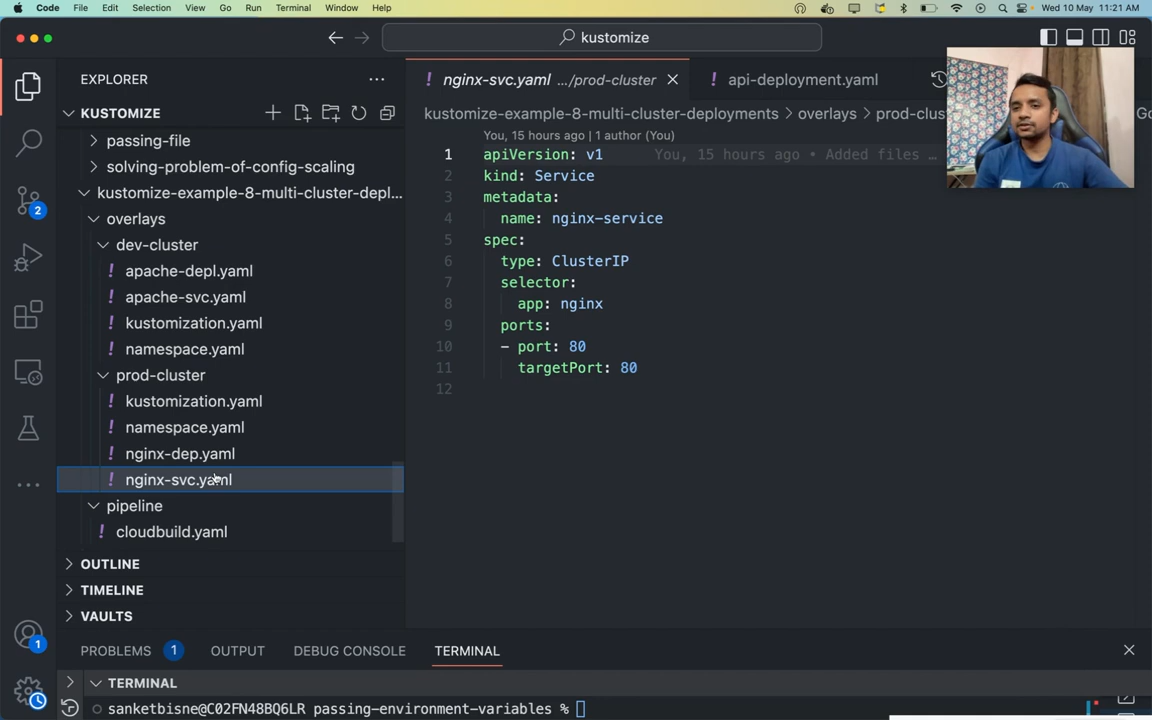 Code File Edit Selection View Go Run Terminal Window Help Wed 10 May 11:21 AM
kustomize
EXPLORER
nginx-svc.yaml .../prod-cluster
api-deployment.yaml
KUSTOMIZE
kustomize-example-8-multi-cluster-deployments > overlays > prod-cluster
Go
You, 15 hours ago | 1 author (You)
passing-file
solving-problem-of-config-scaling
kustomize-example-8-multi-cluster-depl...
overlays
dev-cluster
apache-depl.yaml
apache-svc.yaml
kustomization.yaml
namespace.yaml
prod-cluster
kustomization.yaml
namespace.yaml
nginx-dep.yaml
nginx-svc.yaml
pipeline
cloudbuild.yaml
OUTLINE
TIMELINE
VAULTS
2
1
1 apiVersion: v1 You, 15 hours ago • Added files …
2 kind: Service
3 metadata:
4 name: nginx-service
5 spec:
6 type: ClusterIP
7 selector:
8 app: nginx
9 ports:
10 - port: 80
11 targetPort: 80
12
PROBLEMS 1 OUTPUT DEBUG CONSOLE TERMINAL
TERMINAL
sanketbisne@C02FN48BQ6LR passing-environment-variables %